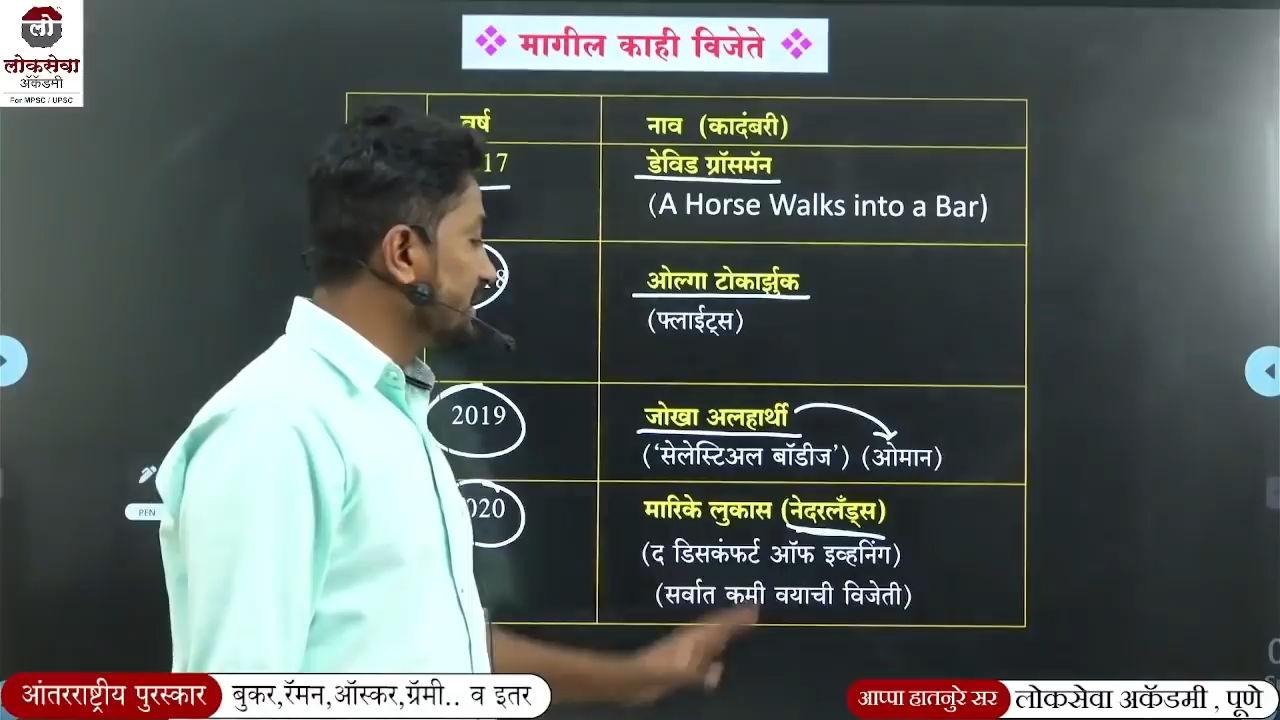 लो
लोकसेवा
अ‍ॅकॅडमी
For MPSC / UPSC
❖ मागील काही विजेते ❖
वर्ष
नाव (कादंबरी)
17
डेविड ग्रॉसमॅन
(A Horse Walks into a Bar)
18
ओल्गा टोकार्झुक
(फ्लाईट्स)
2019
जोखा अलहार्थी
('सेलेस्टिअल बॉडीज') (ओमान)
020
मारिके लुकास (नेदरलँड्स)
(द डिसकंफर्ट ऑफ इव्हनिंग)
(सर्वात कमी वयाची विजेती)
PEN
आंतरराष्ट्रीय पुरस्कार
बुकर,रॅमन,ऑस्कर,ग्रॅमी.. व इतर
आप्पा हातनुरे सर
लोकसेवा अकॅडमी , पूणे